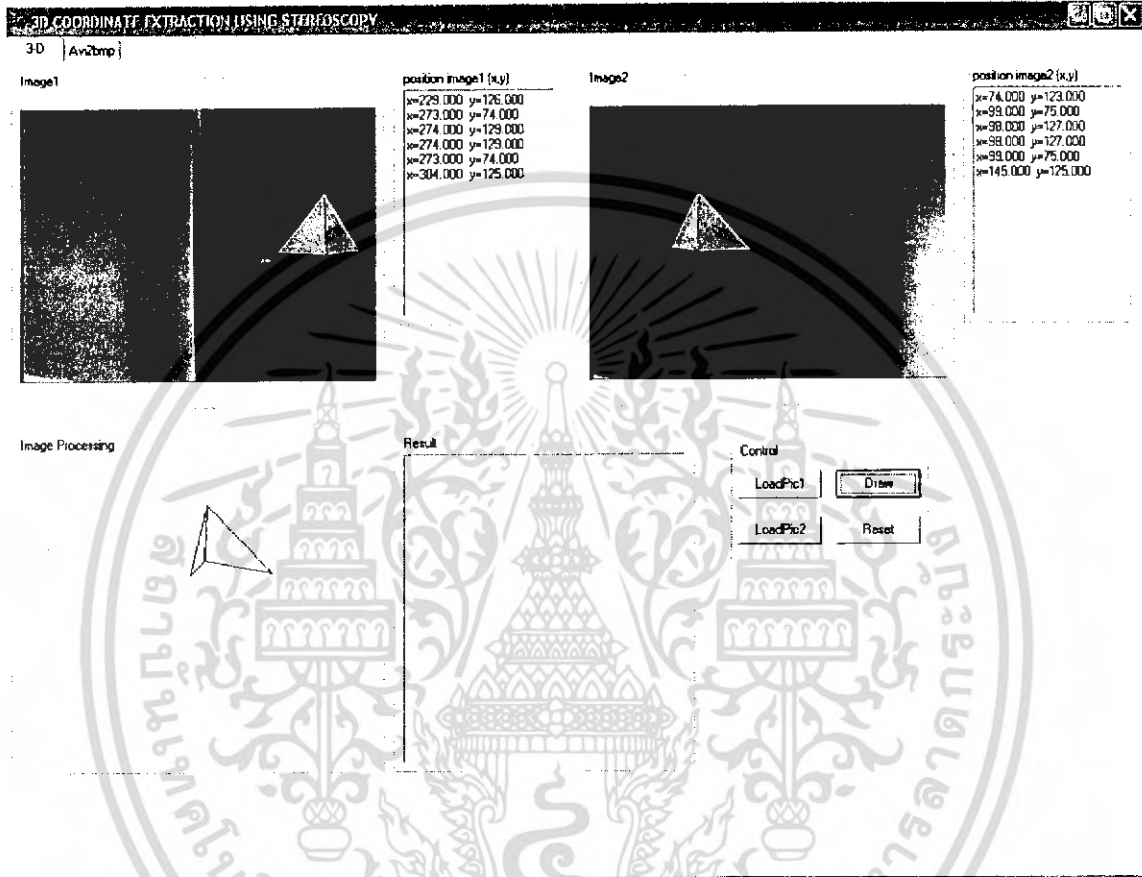 3D COORDINATE EXTRACTION USING STEREOSCOPY
3-D
Avi2bmp
Image1
position image1 (x,y)
x=229.000 y=126.000
x=273.000 y=74.000
x=274.000 y=129.000
x=274.000 y=129.000
x=273.000 y=74.000
x=304.000 y=125.000
Image2
position image2 (x,y)
x=74.000 y=123.000
x=99.000 y=75.000
x=98.000 y=127.000
x=98.000 y=127.000
x=99.000 y=75.000
x=145.000 y=125.000
Image Processing
Result
Control
LoadPic1
Draw
LoadPic2
Reset